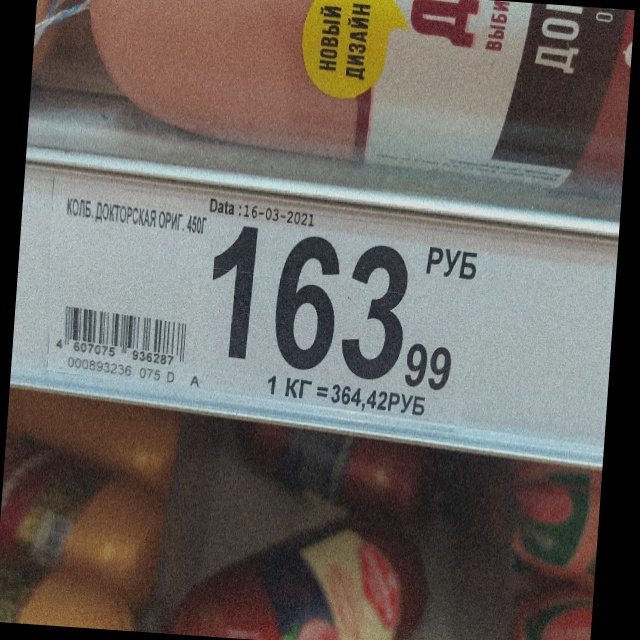 НОВЫЙ
ДИЗАЙН
КОЛБ. ДОКТОРСКАЯ ОРИГ. 450Г
Data :16-03-2021
163 99
РУБ
4 607075 936287
000893236 075 D A
1 КГ = 364,42РУБ